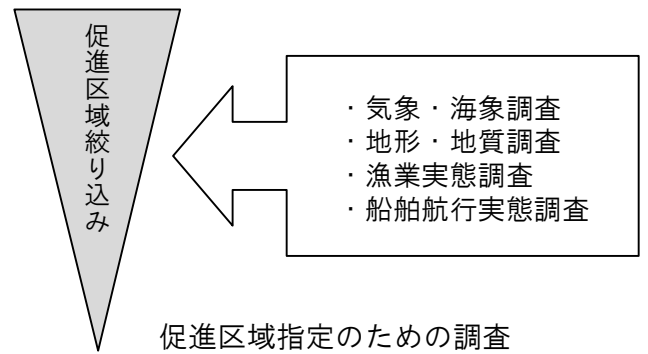 促進区域絞り込み
・気象・海象調査
・地形・地質調査
・漁業実態調査
・船舶航行実態調査
促進区域指定のための調査